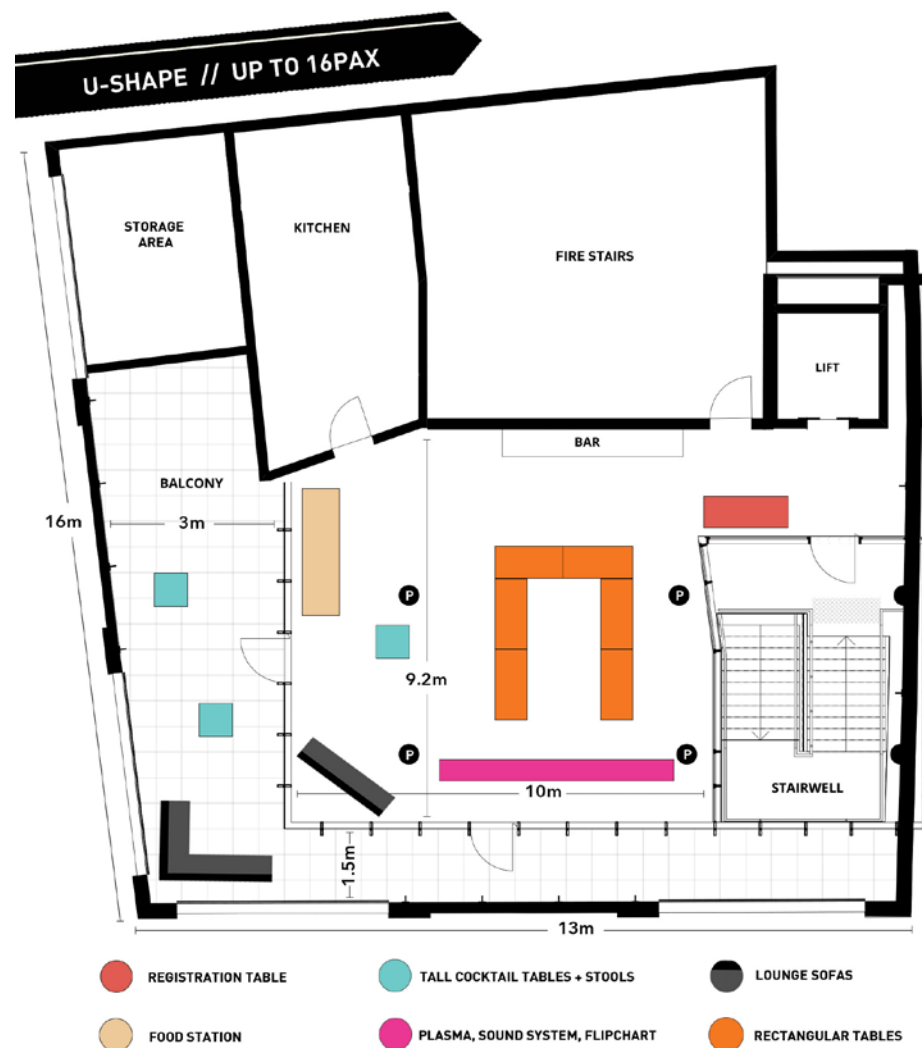 U-SHAPE // UP TO 16PAX
STORAGE
AREA
KITCHEN
FIRE STAIRS
LIFT
BAR
BALCONY
16m
3m
P
P
9.2m
P
P
10m
STAIRWELL
1.5m
13m
REGISTRATION TABLE
TALL COCKTAIL TABLES + STOOLS
LOUNGE SOFAS
FOOD STATION
PLASMA, SOUND SYSTEM, FLIPCHART
RECTANGULAR TABLES